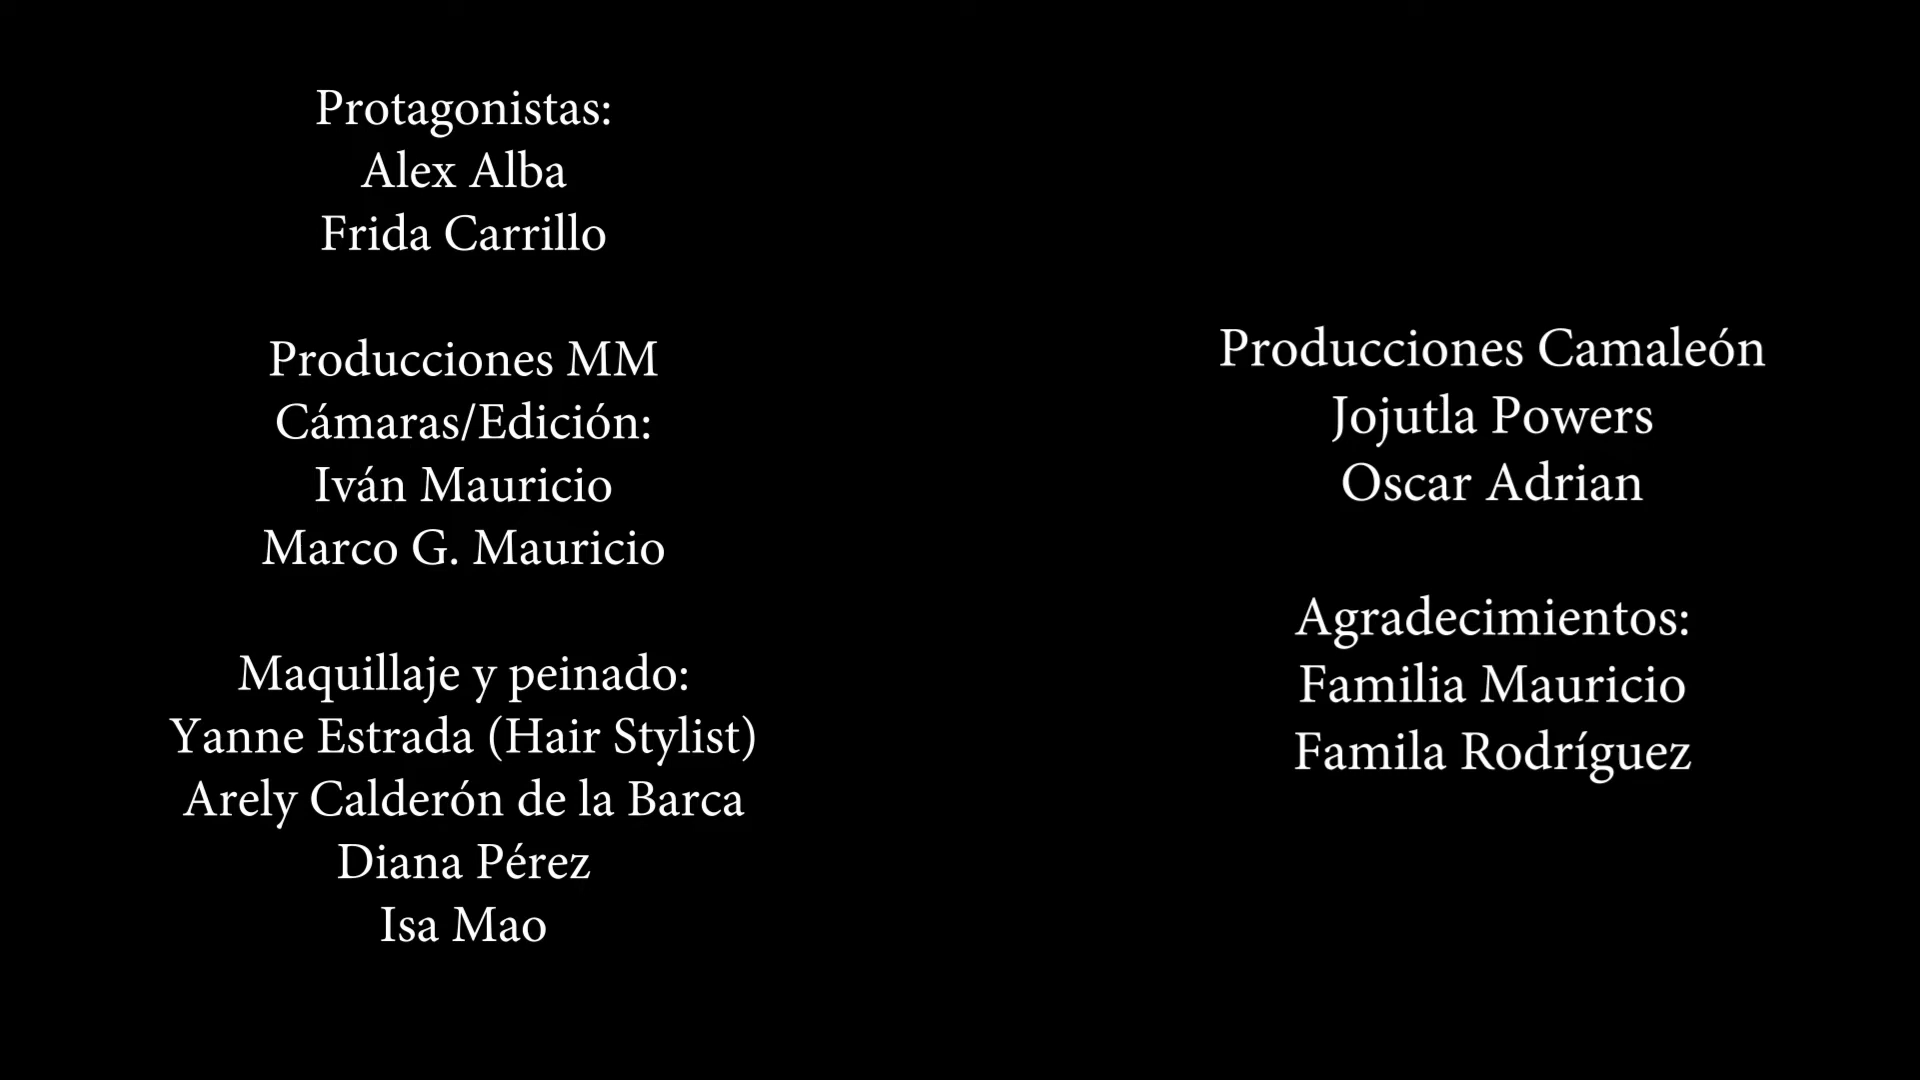 Protagonistas:
Alex Alba
Frida Carrillo
Producciones MM
Cámaras/Edición:
Iván Mauricio
Marco G. Mauricio
Maquillaje y peinado:
Yanne Estrada (Hair Stylist)
Arely Calderón de la Barca
Diana Pérez
Isa Mao
Producciones Camaleón
Jojutla Powers
Oscar Adrian
Agradecimientos:
Familia Mauricio
Famila Rodríguez